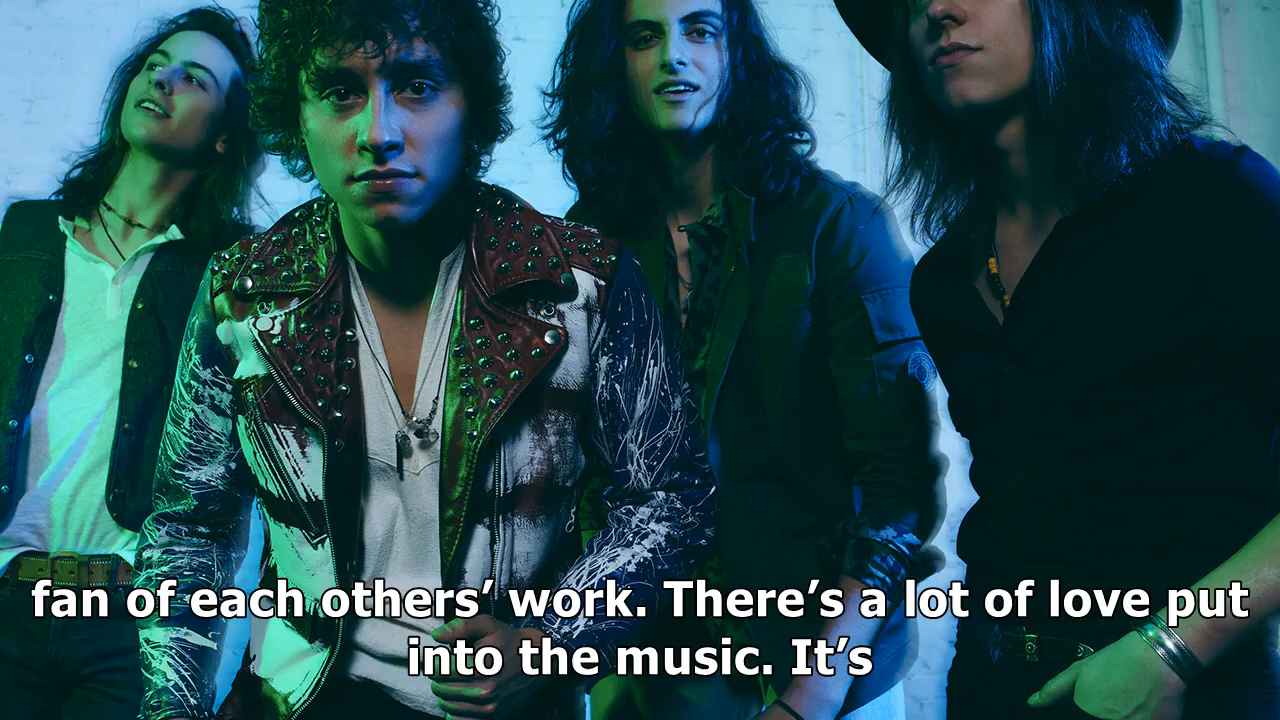 fan of each others’ work. There’s a lot of love put
into the music. It’s